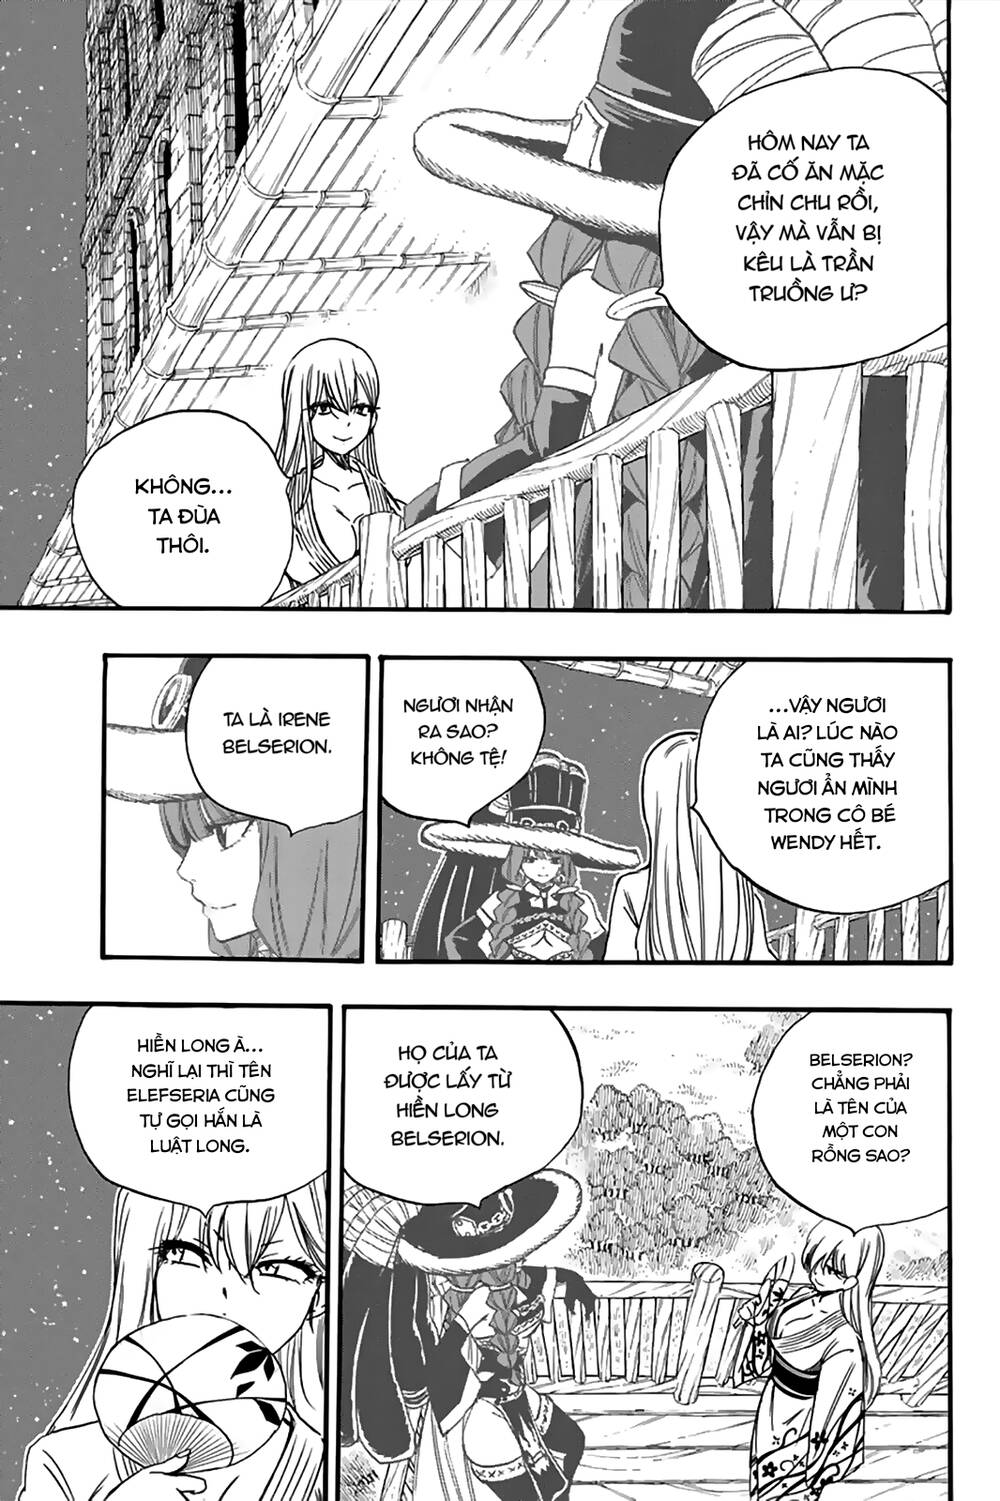 HÔM NAY TA
ĐÃ CỐ ĂN MẶC
CHỈN CHU RỒI,
VẬY MÀ VẪN BỊ
KÊU LÀ TRẦN
TRUỒNG Ư?
KHÔNG...
TA ĐÙA
THÔI.
...VẬY NGƯƠI
LÀ AI? LÚC NÀO
TA CŨNG THẤY
NGƯƠI ẨN MÌNH
TRONG CÔ BÉ
WENDY HẾT.
NGƯƠI NHẬN
RA SAO?
KHÔNG TỆ!
TA LÀ IRENE
BELSERION.
BELSERION?
CHẲNG PHẢI
LÀ TÊN CỦA
MỘT CON
RỒNG SAO?
HỌ CỦA TA
ĐƯỢC LẤY TỪ
HIỀN LONG
BELSERION.
HIỀN LONG À...
NGHĨ LẠI THÌ TÊN
ELEFSERIA CŨNG
TỰ GỌI HẮN LÀ
LUẬT LONG.